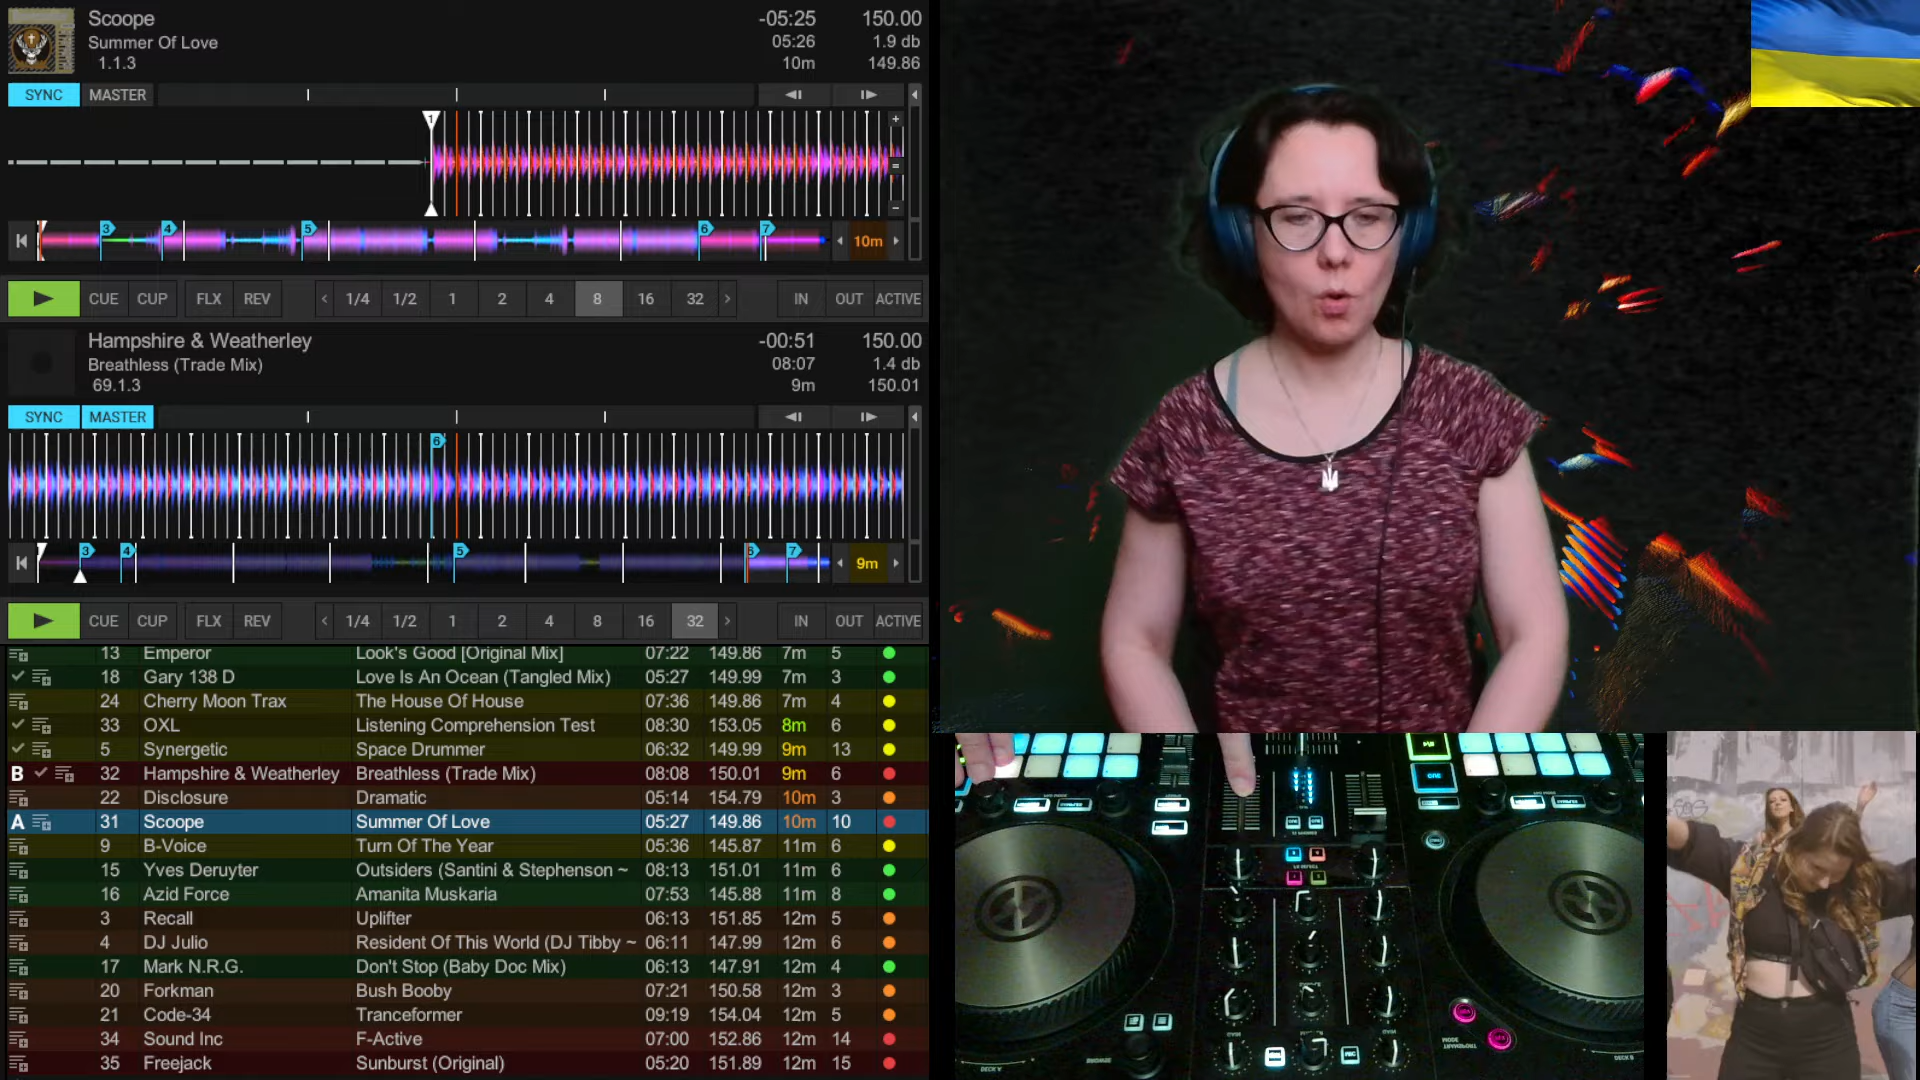 Scoope -05:25 150.00
Summer Of Love 05:26 1.9 db
1.1.3 10m 149.86
SYNC MASTER
1
3 4 5 6 7 10m
CUE CUP FLX REV 1/4 1/2 1 2 4 8 16 32 IN OUT ACTIVE
Hampshire & Weatherley -00:51 150.00
Breathless (Trade Mix) 08:07 1.4 db
69.1.3 9m 150.01
SYNC MASTER
6
3 4 5 6 7 9m
CUE CUP FLX REV 1/4 1/2 1 2 4 8 16 32 IN OUT ACTIVE
13 Emperor Look's Good [Original Mix] 07:22 149.86 7m 5
18 Gary 138 D Love Is An Ocean (Tangled Mix) 05:27 149.99 7m 3
24 Cherry Moon Trax The House Of House 07:36 149.86 7m 4
33 OXL Listening Comprehension Test 08:30 153.05 8m 6
5 Synergetic Space Drummer 06:32 149.99 9m 13
B 32 Hampshire & Weatherley Breathless (Trade Mix) 08:08 150.01 9m 6
22 Disclosure Dramatic 05:14 154.79 10m 3
A 31 Scoope Summer Of Love 05:27 149.86 10m 10
9 B-Voice Turn Of The Year 05:36 145.87 11m 6
15 Yves Deruyter Outsiders (Santini & Stephenson ~ 08:13 151.01 11m 6
16 Azid Force Amanita Muskaria 07:53 145.88 11m 8
3 Recall Uplifter 06:13 151.85 12m 5
4 DJ Julio Resident Of This World (DJ Tibby ~ 06:11 147.99 12m 6
17 Mark N.R.G. Don't Stop (Baby Doc Mix) 06:13 147.91 12m 4
20 Forkman Bush Booby 07:21 150.58 12m 3
21 Code-34 Tranceformer 09:19 154.04 12m 5
34 Sound Inc F-Active 07:00 152.86 12m 14
35 Freejack Sunburst (Original) 05:20 151.89 12m 15